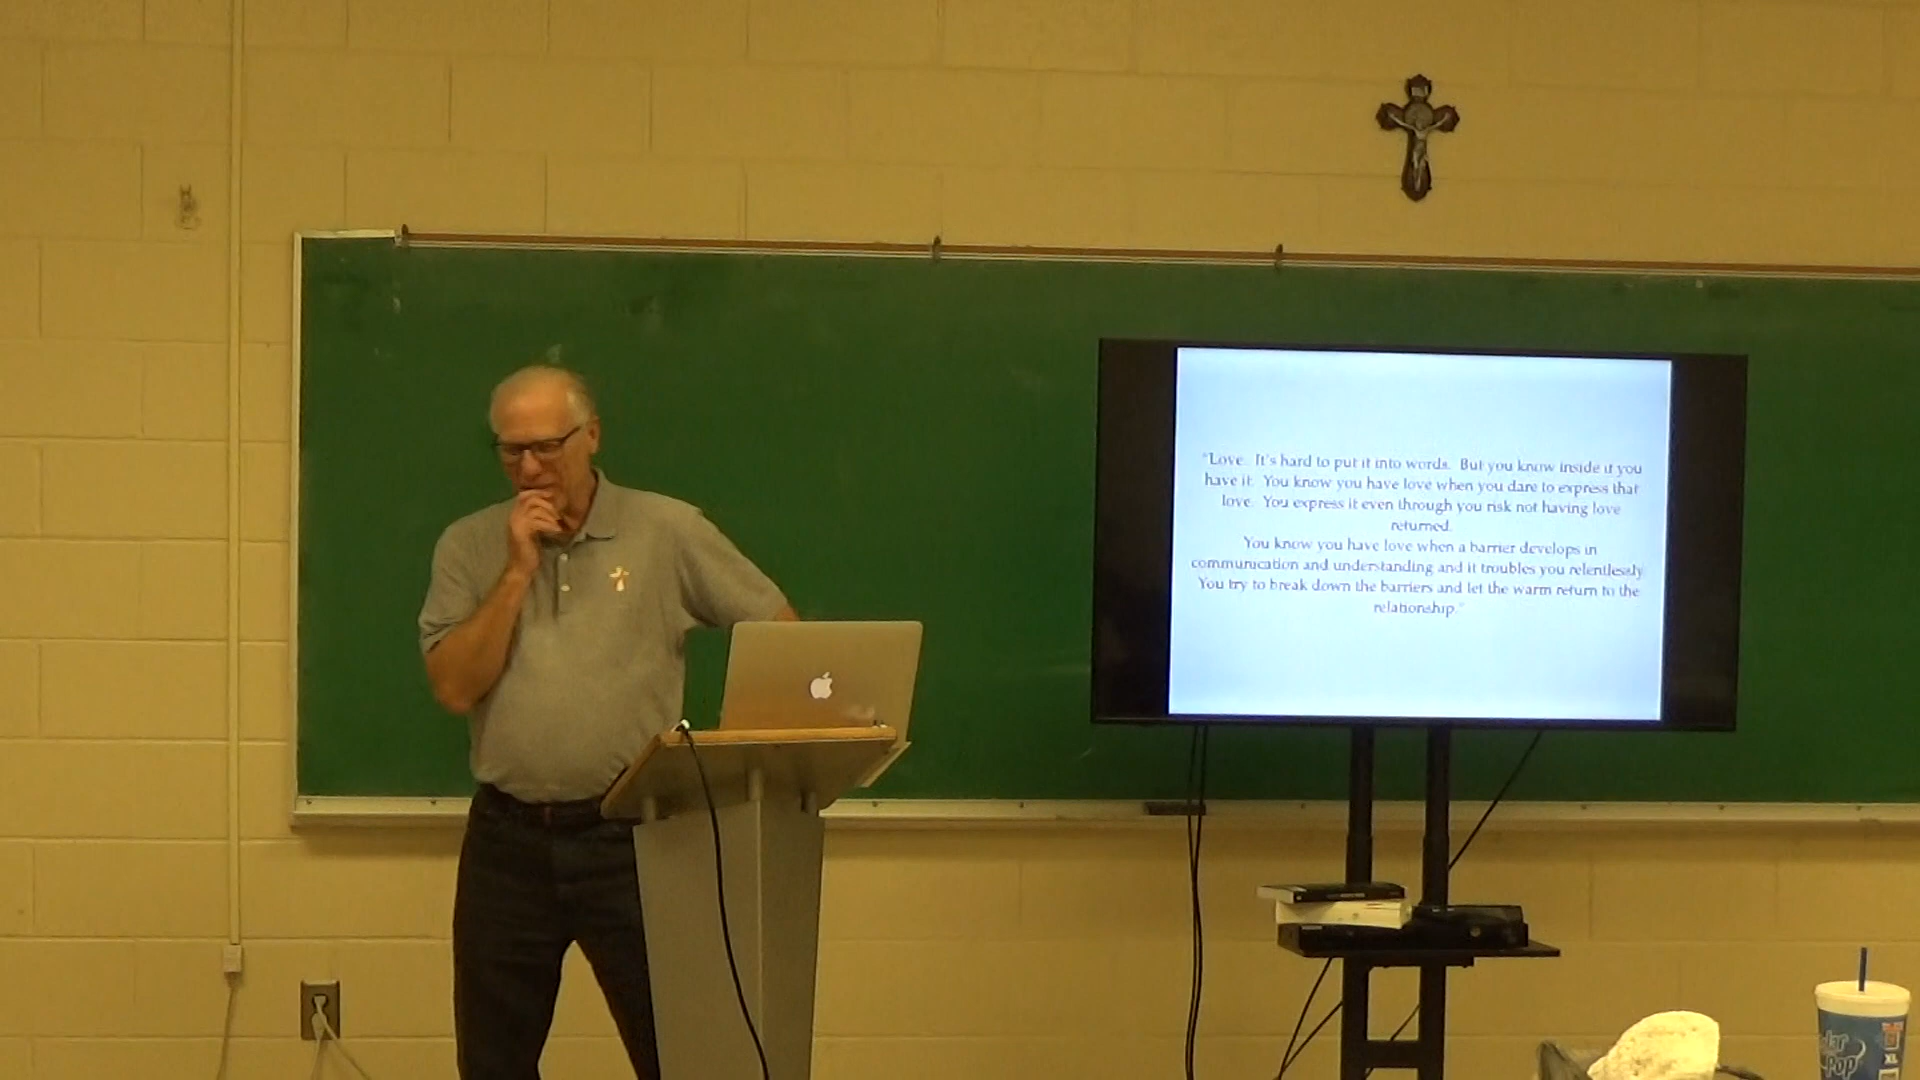 "Love. It's hard to put it into words. But you know inside if you
have it. You know you have love when you dare to express that
love. You express it even through you risk not having love
returned.
You know you have love when a barrier develops in
communication and understanding and it troubles you relentlessly.
You try to break down the barriers and let the warm return to the
relationship."
lar
Pop
XL